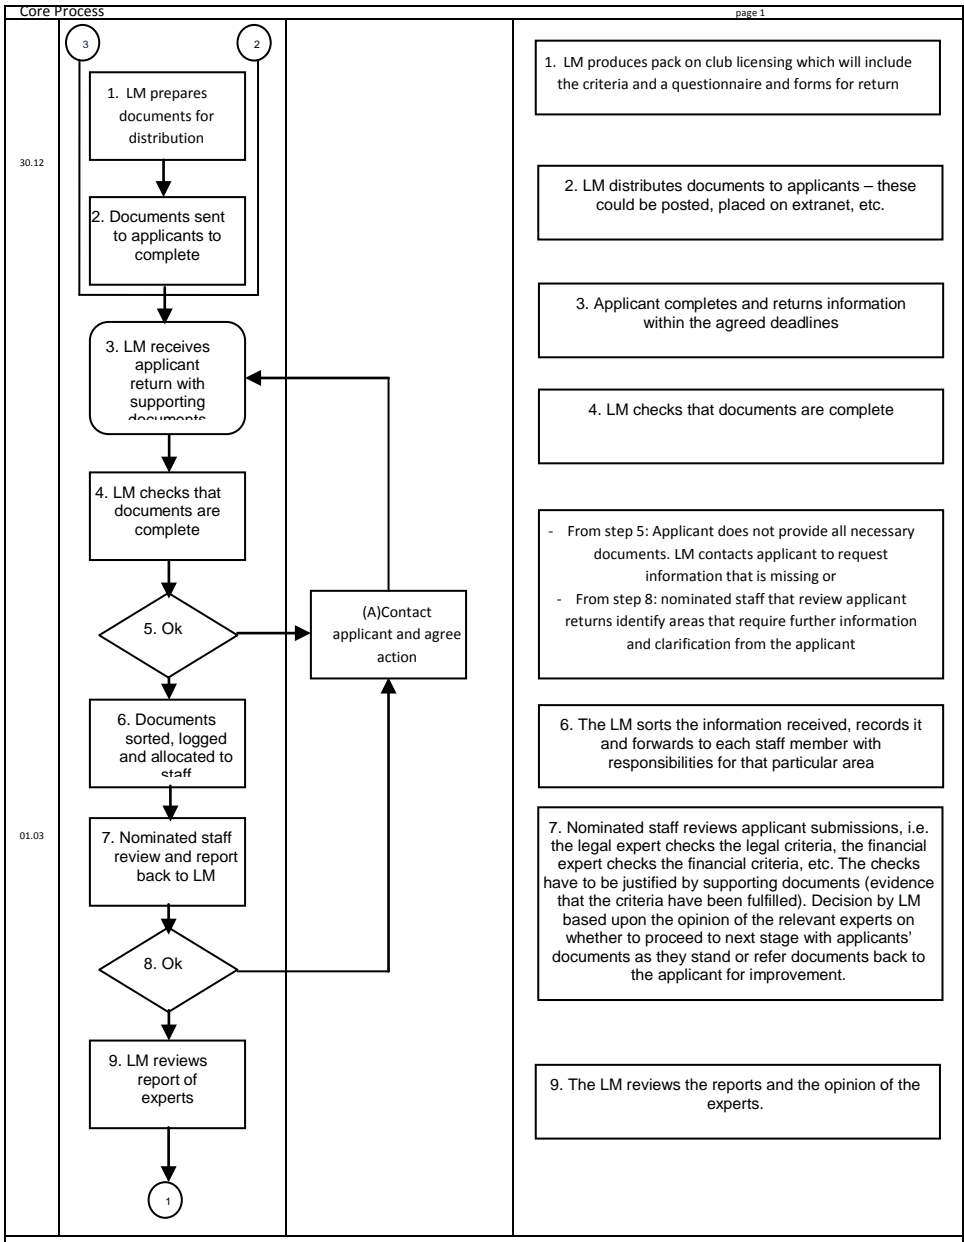 Core Process
page 1
3
2
1. LM prepares
documents for
distribution
30.12
2. Documents sent
to applicants to
complete
3. LM receives
applicant
return with
supporting
documents
4. LM checks that
documents are
complete
5. Ok
(A)Contact
applicant and agree
action
6. Documents
sorted, logged
and allocated to
staff
01.03
7. Nominated staff
review and report
back to LM
8. Ok
9. LM reviews
report of
experts
1
1. LM produces pack on club licensing which will include
the criteria and a questionnaire and forms for return
2. LM distributes documents to applicants – these
could be posted, placed on extranet, etc.
3. Applicant completes and returns information
within the agreed deadlines
4. LM checks that documents are complete
- From step 5: Applicant does not provide all necessary
documents. LM contacts applicant to request
information that is missing or
- From step 8: nominated staff that review applicant
returns identify areas that require further information
and clarification from the applicant
6. The LM sorts the information received, records it
and forwards to each staff member with
responsibilities for that particular area
7. Nominated staff reviews applicant submissions, i.e.
the legal expert checks the legal criteria, the financial
expert checks the financial criteria, etc. The checks
have to be justified by supporting documents (evidence
that the criteria have been fulfilled). Decision by LM
based upon the opinion of the relevant experts on
whether to proceed to next stage with applicants’
documents as they stand or refer documents back to
the applicant for improvement.
9. The LM reviews the reports and the opinion of the
experts.